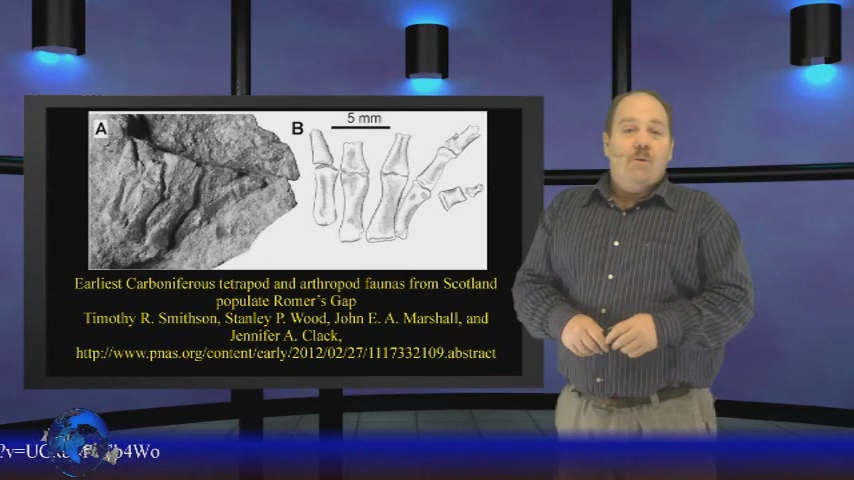 A
B
5 mm
Earliest Carboniferous tetrapod and arthropod faunas from Scotland
populate Romer's Gap
Timothy R. Smithson, Stanley P. Wood, John E. A. Marshall, and
Jennifer A. Clack,
http://www.pnas.org/content/early/2012/02/27/1117332109.abstract